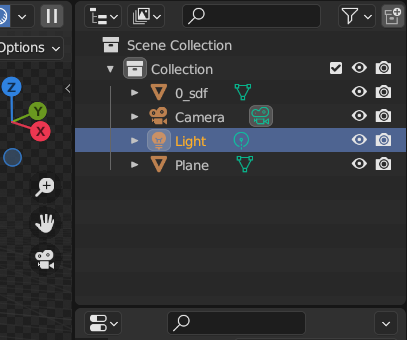 Options
Scene Collection
Collection
0_sdf
Camera
Light
Plane
Z
Y
X